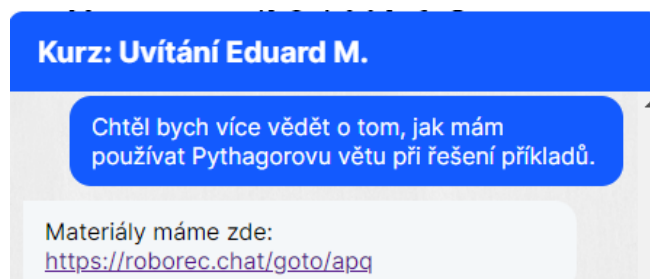 Kurz: Uvítání Eduard M.
Chtěl bych více vědět o tom, jak mám
používat Pythagorovu větu při řešení příkladů.
Materiály máme zde:
https://roborec.chat/goto/apq